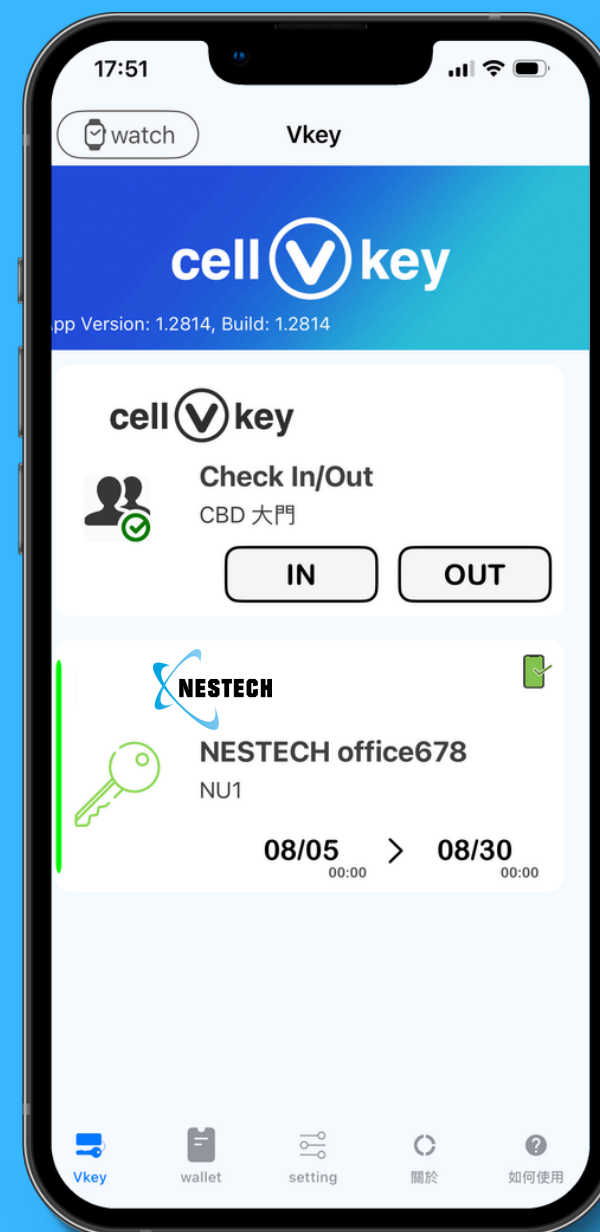 17:51
watch
Vkey
cell V key
pp Version: 1.2814, Build: 1.2814
cell V key
Check In/Out
CBD 大門
IN
OUT
NESTECH
NESTECH office678
NU1
08/05 > 08/30
00:00 00:00
Vkey
wallet
setting
關於
如何使用